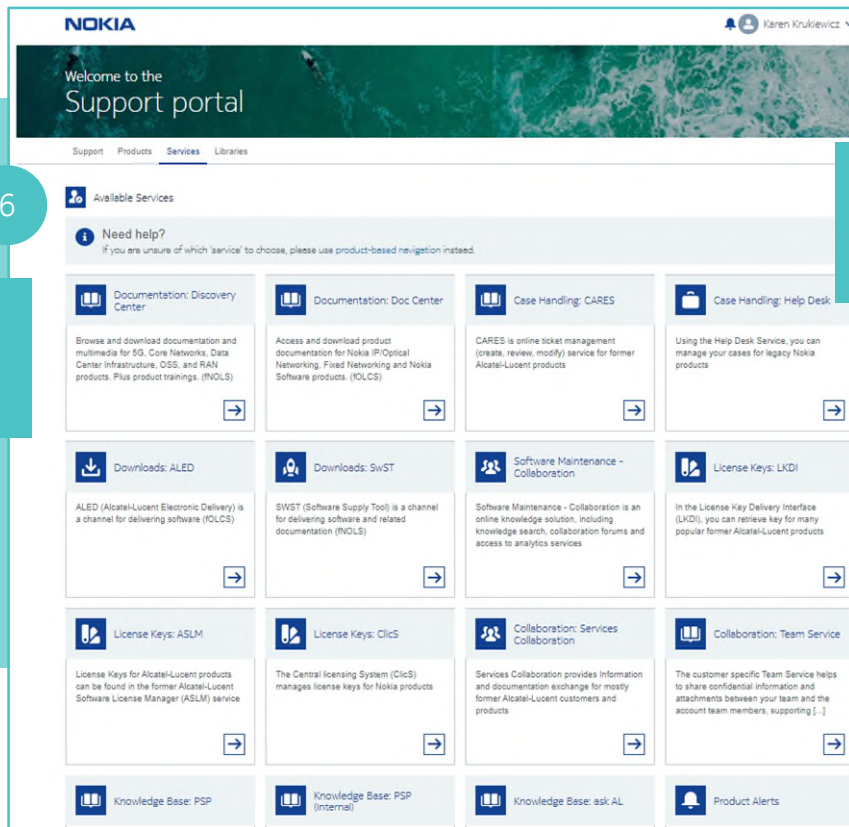 NOKIA
Karen Krukiewicz
Welcome to the
Support portal
Support Products Services Libraries
6
Available Services
Need help?
If you are unsure of which 'service' to choose, please use product-based navigation instead.
Documentation: Discovery
Center
Browse and download documentation and
multimedia for 5G, Core Networks, Data
Center Infrastructure, OSS, and RAN
products. Plus product trainings. (fNOLS)
Documentation: Doc Center
Access and download product
documentation for Nokia IP/Optical
Networking, Fixed Networking and Nokia
Software products. (fOLCS)
Case Handling: CARES
CARES is online ticket management
(create, review, modify) service for former
Alcatel-Lucent products
Case Handling: Help Desk
Using the Help Desk Service, you can
manage your cases for legacy Nokia
products
Downloads: ALED
ALED (Alcatel-Lucent Electronic Delivery) is
a channel for delivering software (fOLCS)
Downloads: SwST
SWST (Software Supply Tool) is a channel
for delivering software and related
documentation (fNOLS)
Software Maintenance -
Collaboration
Software Maintenance - Collaboration is an
online knowledge solution, including
knowledge search, collaboration forums and
access to analytics services
License Keys: LKDI
In the License Key Delivery Interface
(LKDI), you can retrieve key for many
popular former Alcatel-Lucent products
License Keys: ASLM
License Keys for Alcatel-Lucent products
can be found in the former Alcatel-Lucent
Software License Manager (ASLM) service
License Keys: ClicS
The Central licensing System (ClicS)
manages license keys for Nokia products
Collaboration: Services
Collaboration
Services Collaboration provides Information
and documentation exchange for mostly
former Alcatel-Lucent customers and
products
Collaboration: Team Service
The customer specific Team Service helps
to share confidential information and
attachments between your team and the
account team members, supporting [...]
Knowledge Base: PSP
Knowledge Base: PSP
(internal)
Knowledge Base: ask AL
Product Alerts